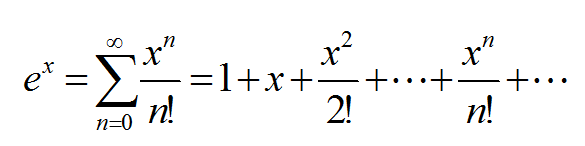 $e^x = \sum_{n=0}^{\infty} \frac{x^n}{n!} = 1 + x + \frac{x^2}{2!} + \cdots + \frac{x^n}{n!} + \cdots$